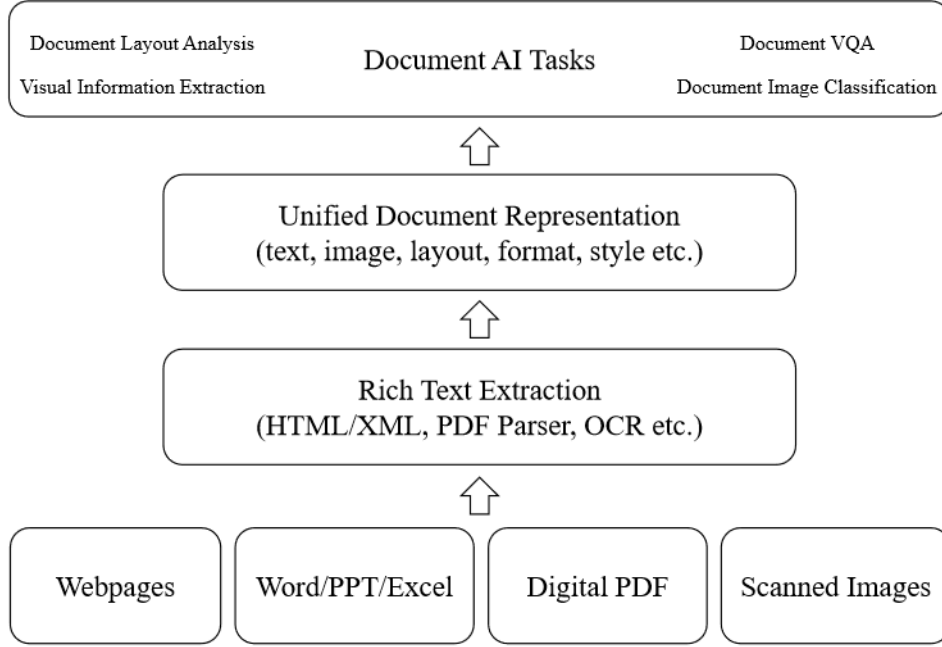 Document Layout Analysis
Visual Information Extraction
Document AI Tasks
Document VQA
Document Image Classification
Unified Document Representation
(text, image, layout, format, style etc.)
Rich Text Extraction
(HTML/XML, PDF Parser, OCR etc.)
Webpages
Word/PPT/Excel
Digital PDF
Scanned Images